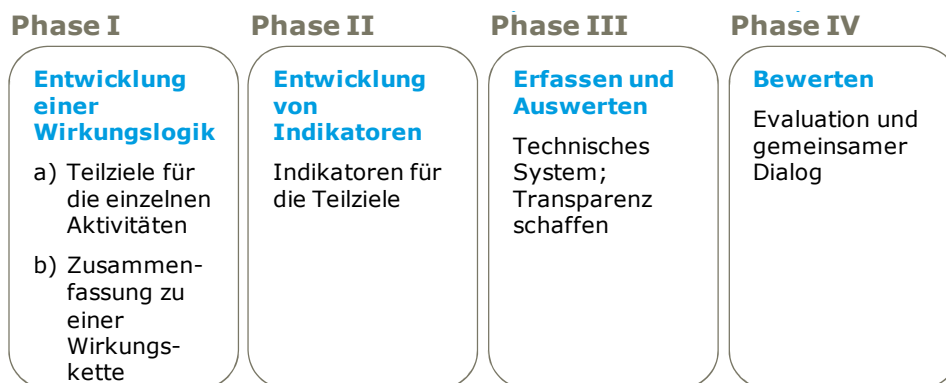 Phase I
Entwicklung
einer
Wirkungslogik
a) Teilziele für
die einzelnen
Aktivitäten
b) Zusammen-
fassung zu
einer
Wirkungs-
kette
Phase II
Entwicklung
von
Indikatoren
Indikatoren für
die Teilziele
Phase III
Erfassen und
Auswerten
Technisches
System;
Transparenz
schaffen
Phase IV
Bewerten
Evaluation und
gemeinsamer
Dialog